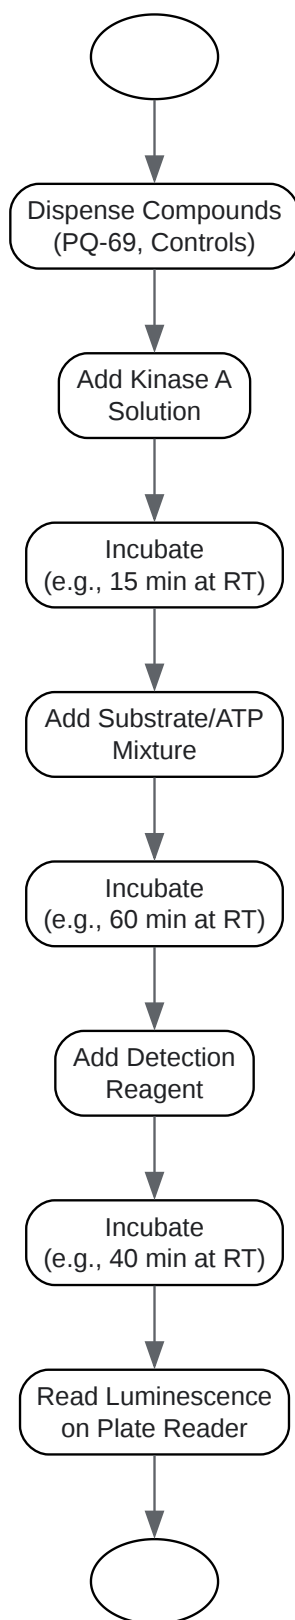 Dispense Compounds
(PQ-69, Controls)
Add Kinase A
Solution
Incubate
(e.g., 15 min at RT)
Add Substrate/ATP
Mixture
Incubate
(e.g., 60 min at RT)
Add Detection
Reagent
Incubate
(e.g., 40 min at RT)
Read Luminescence
on Plate Reader